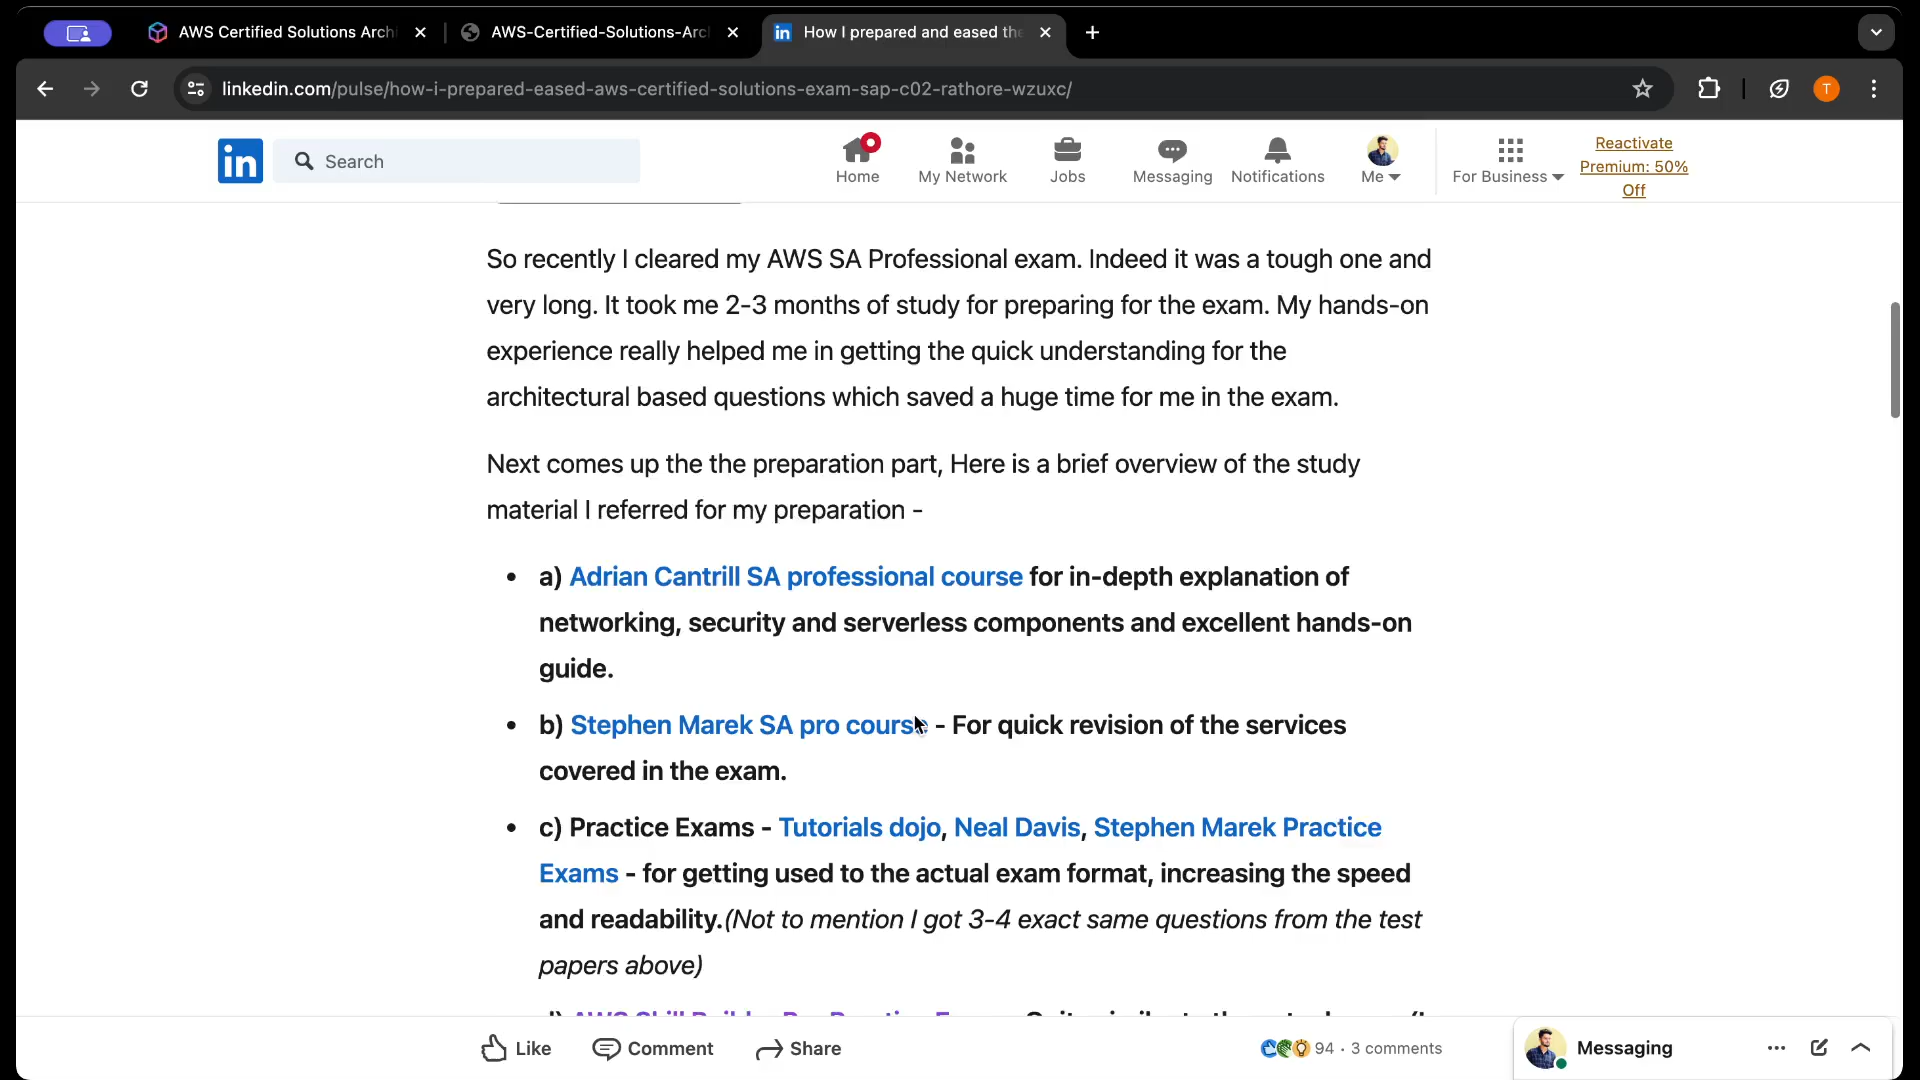 AWS Certified Solutions Archi
AWS-Certified-Solutions-Arc
in How I prepared and eased the
linkedin.com/pulse/how-i-prepared-eased-aws-certified-solutions-exam-sap-c02-rathore-wzuxc/
T
in
Search
Home
My Network
Jobs
Messaging
Notifications
Me
For Business
Reactivate
Premium: 50%
Off
So recently I cleared my AWS SA Professional exam. Indeed it was a tough one and
very long. It took me 2-3 months of study for preparing for the exam. My hands-on
experience really helped me in getting the quick understanding for the
architectural based questions which saved a huge time for me in the exam.
Next comes up the the preparation part, Here is a brief overview of the study
material I referred for my preparation -
• a) Adrian Cantrill SA professional course for in-depth explanation of
networking, security and serverless components and excellent hands-on
guide.
• b) Stephen Marek SA pro course - For quick revision of the services
covered in the exam.
• c) Practice Exams - Tutorials dojo, Neal Davis, Stephen Marek Practice
Exams - for getting used to the actual exam format, increasing the speed
and readability.(Not to mention I got 3-4 exact same questions from the test
papers above)
Like
Comment
Share
94 · 3 comments
Messaging